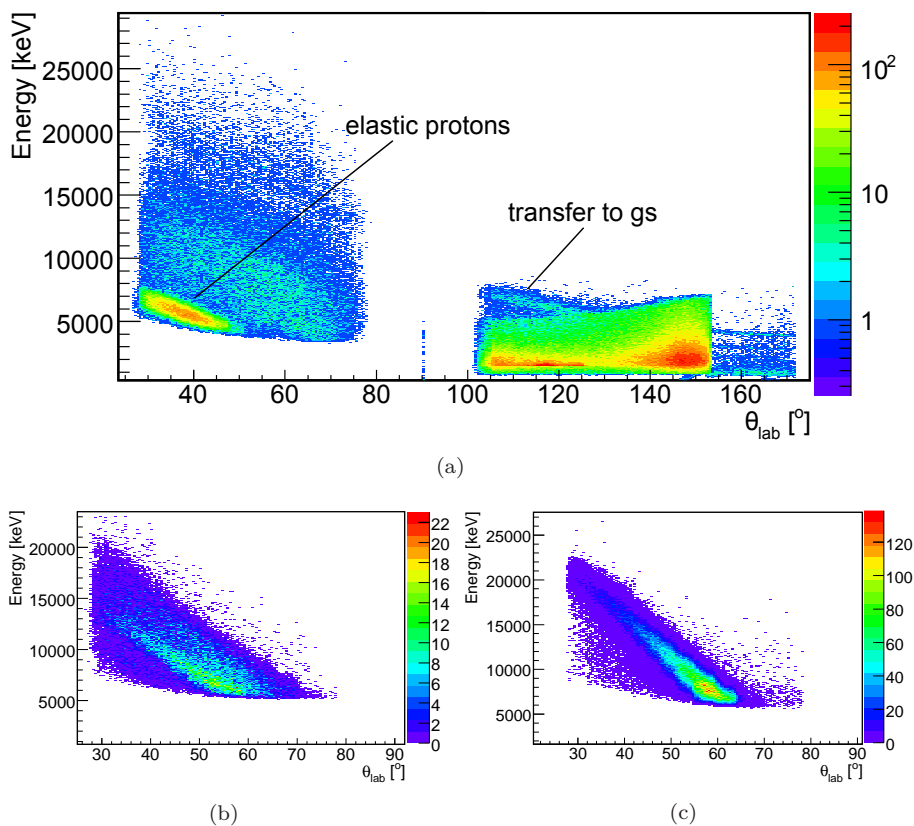 Energy [keV]
25000
20000
15000
10000
5000
elastic protons
transfer to gs
40 60 80 100 120 140 160
θlab [°]
10²
10
1
(a)
Energy [keV]
20000
15000
10000
5000
30 40 50 60 70 80 90
θlab [°]
22
20
18
16
14
12
10
8
6
4
2
0
(b)
Energy [keV]
25000
20000
15000
10000
5000
30 40 50 60 70 80 90
θlab [°]
120
100
80
60
40
20
0
(c)